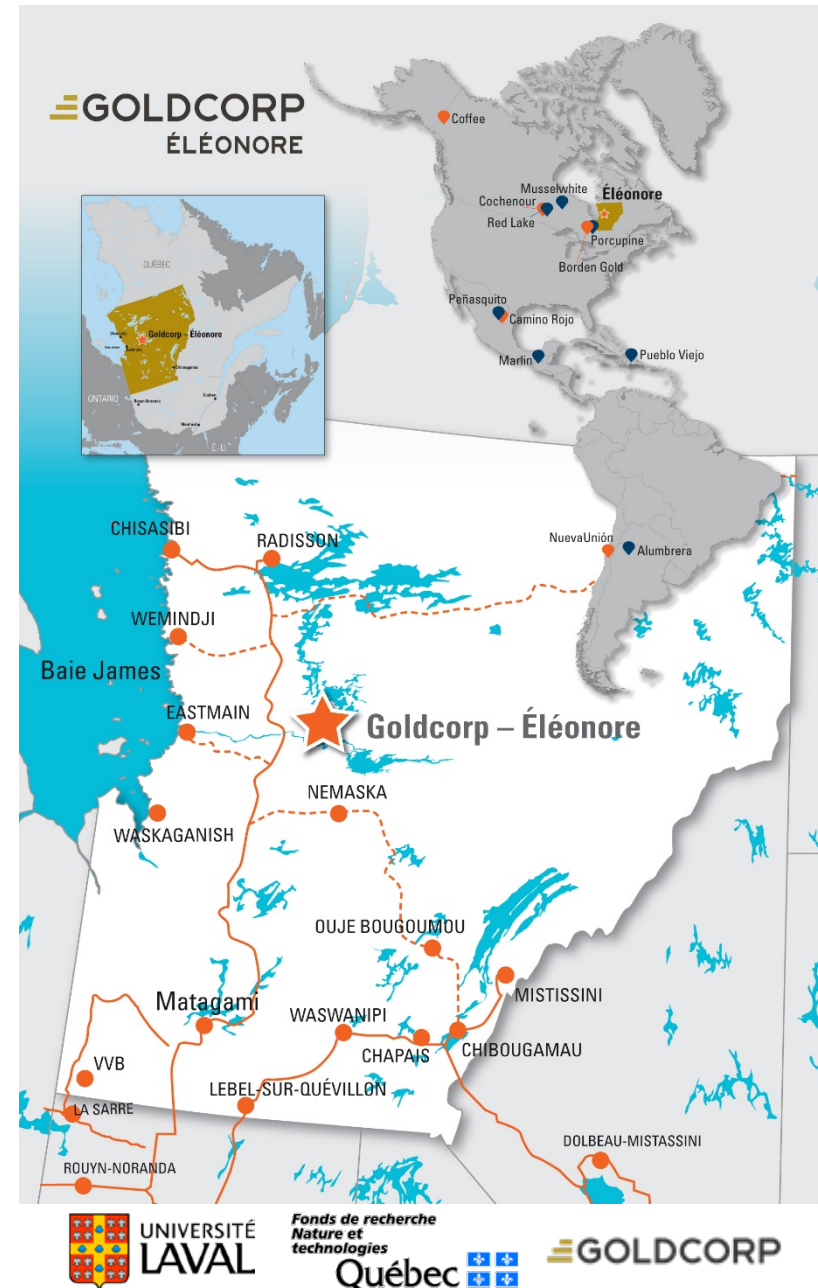 GOLDCORP
ÉLÉONORE
Coffee
Musselwhite
Cochenour
Red Lake
Éléonore
Porcupine
Borden Gold
Peñasquito
Camino Rojo
Marlin
Pueblo Viejo
NuevaUnión
Alumbrera
QUÉBEC
Goldcorp – Éléonore
ONTARIO
É.-U.
CHISASIBI
RADISSON
WEMINDJI
Baie James
EASTMAIN
Goldcorp – Éléonore
NEMASKA
WASKAGANISH
OUJE BOUGOUMOU
MISTISSINI
Matagami
WASWANIPI
CHAPAIS
CHIBOUGAMAU
VVB
LEBEL-SUR-QUÉVILLON
LA SARRE
DOLBEAU-MISTASSINI
ROUYN-NORANDA
UNIVERSITÉ
LAVAL
Fonds de recherche
Nature et
technologies
Québec
GOLDCORP